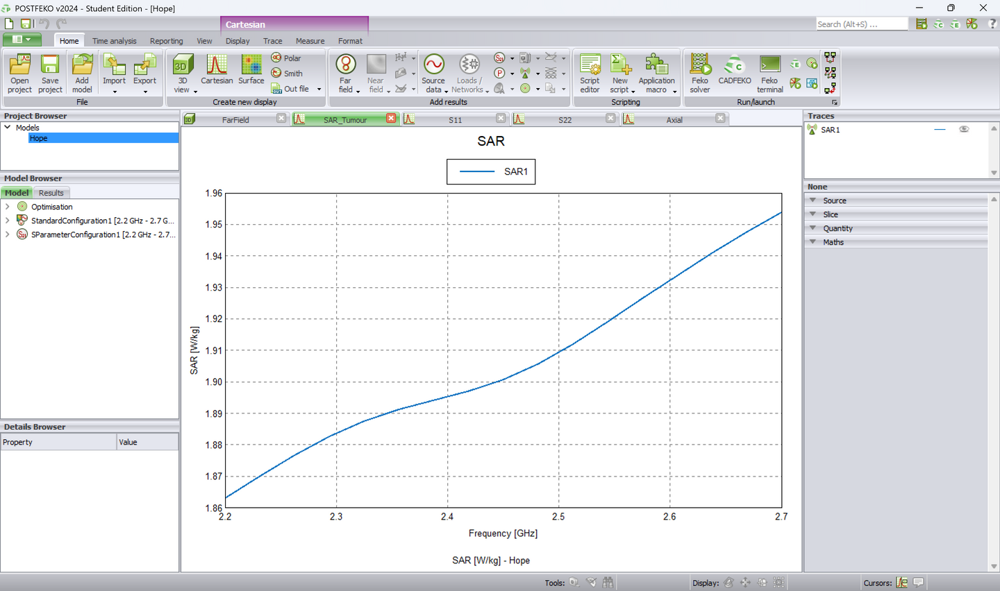 POSTFEKO v2024 - Student Edition - [Hope]
Cartesian
Search (Alt+S) ...
Home Time analysis Reporting View Display Trace Measure Format
Open project
Save project
Add model
Import
Export
3D view
Cartesian
Surface
Polar
Smith
Out file
Far field
Near field
Source data
Loads / Networks
Script editor
New script
Application macro
Feko solver
CADFEKO
Feko terminal
File
Create new display
Add results
Scripting
Run/launch
Project Browser
Models
Hope
Model Browser
Model Results
Optimisation
StandardConfiguration1 [2.2 GHz - 2.7 G...
SParameterConfiguration1 [2.2 GHz - 2.7...
Details Browser
Property Value
FarField SAR_Tumour S11 S22 Axial
SAR
SAR1
1.96
1.95
1.94
1.93
1.92
1.91
1.90
1.89
1.88
1.87
1.86
SAR [W/kg]
2.2 2.3 2.4 2.5 2.6 2.7
Frequency [GHz]
SAR [W/kg] - Hope
Traces
SAR1
None
Source
Slice
Quantity
Maths
Tools: Display: Cursors: